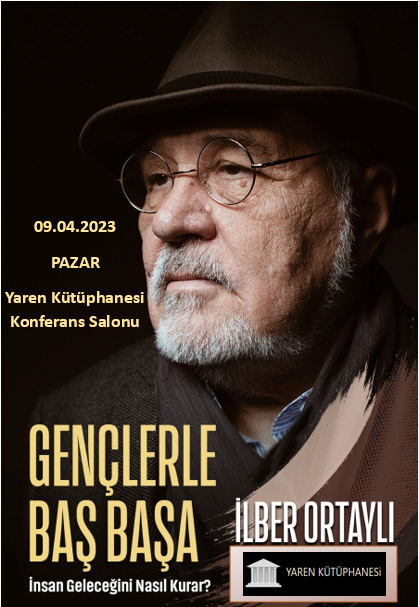 09.04.2023
PAZAR
Yaren Kütüphanesi
Konferans Salonu
GENÇLERLE
BAŞ BAŞA
İLBER ORTAYLI
İnsan Geleceğini Nasıl Kurar?
YAREN KÜTÜPHANESİ